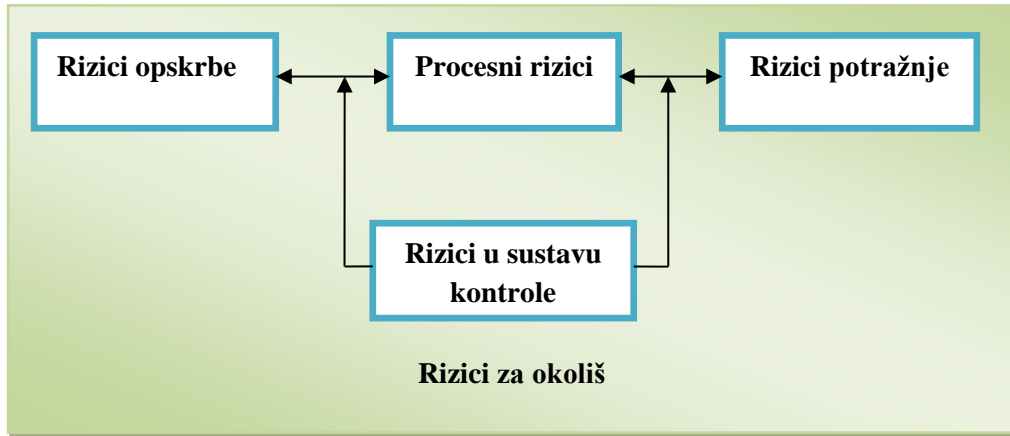 Rizici opskrbe
Procesni rizici
Rizici potražnje
Rizici u sustavu
kontrole
Rizici za okoliš